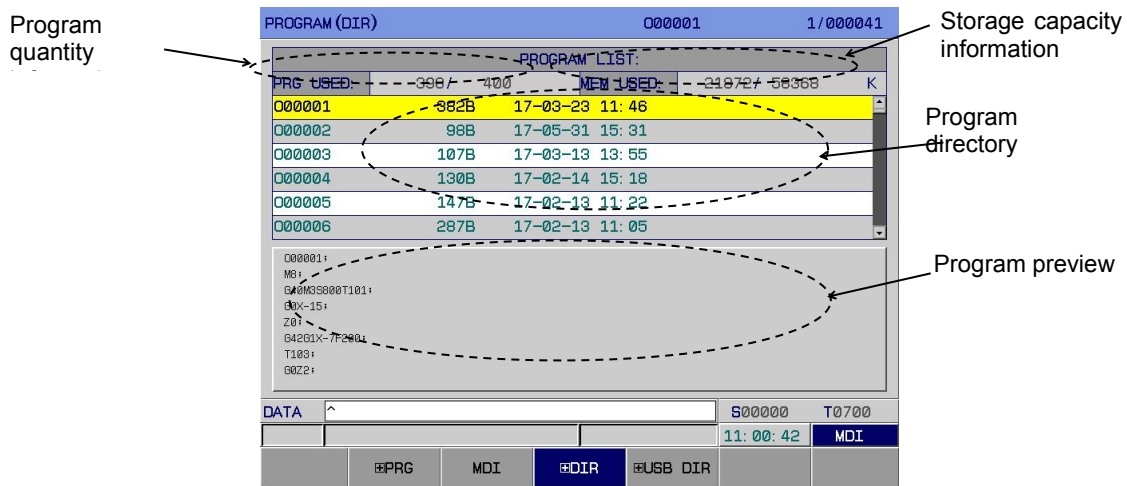 Program
quantity
PROGRAM(DIR) O00001 1/000041
PROGRAM LIST:
PRG USED: 398/ 400 MEM USED: 21872/ 58368 K
O00001 382B 17-03-23 11:46
O00002 98B 17-05-31 15:31
O00003 107B 17-03-13 13:55
O00004 130B 17-02-14 15:18
O00005 147B 17-02-13 11:22
O00006 287B 17-02-13 11:05
O00001;
M8;
G40M3S800T101;
G0X-15;
Z0;
G42G1X-7F200;
T103;
G0Z2;
DATA ^ S00000 T0700
11:00:42 MDI
⊞PRG MDI ⊞DIR ⊞USB DIR
Storage capacity
information
Program
directory
Program preview